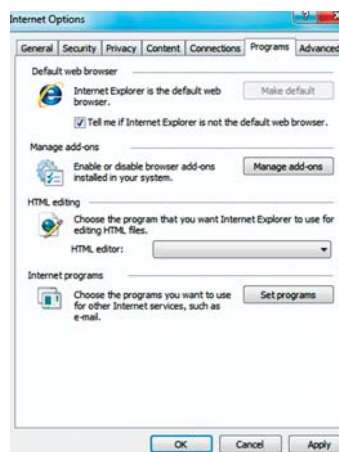 Internet Options
General Security Privacy Content Connections Programs Advanced
Default web browser
Internet Explorer is the default web browser.
Make default
Tell me if Internet Explorer is not the default web browser.
Manage add-ons
Enable or disable browser add-ons
installed in your system.
Manage add-ons
HTML editing
Choose the program that you want Internet Explorer to use for
editing HTML files.
HTML editor:
Internet programs
Choose the programs you want to use
for other Internet services, such as
e-mail.
Set programs
OK Cancel Apply